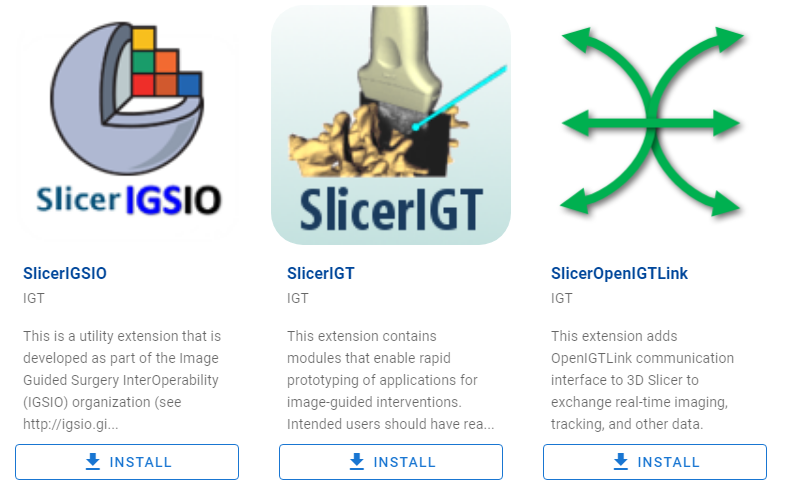 SlicerIGSIO
SlicerIGT
SlicerIGSIO
IGT
This is a utility extension that is
developed as part of the Image
Guided Surgery InterOperability
(IGSIO) organization (see
http://igsio.gi...
INSTALL
SlicerIGT
IGT
This extension contains
modules that enable rapid
prototyping of applications for
image-guided interventions.
Intended users should have rea...
INSTALL
SlicerOpenIGTLink
IGT
This extension adds
OpenIGTLink communication
interface to 3D Slicer to
exchange real-time imaging,
tracking, and other data.
INSTALL